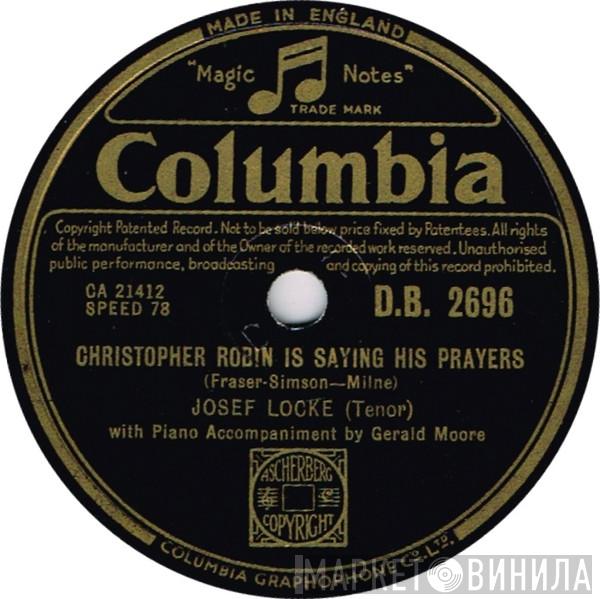 MADE IN ENGLAND
"Magic Notes"
TRADE MARK
Columbia
Copyright Patented Record. Not to be sold below price fixed by Patentees. All rights
of the manufacturer and of the Owner of the recorded work reserved. Unauthorised
public performance, broadcasting and copying of this record prohibited.
CA 21412
SPEED 78
D.B. 2696
CHRISTOPHER ROBIN IS SAYING HIS PRAYERS
(Fraser-Simson—Milne)
JOSEF LOCKE (Tenor)
with Piano Accompaniment by Gerald Moore
ASCHERBERG
COPYRIGHT
COLUMBIA GRAPHOPHONE CO. LTD.
МАРКЕТ ВИНИЛА